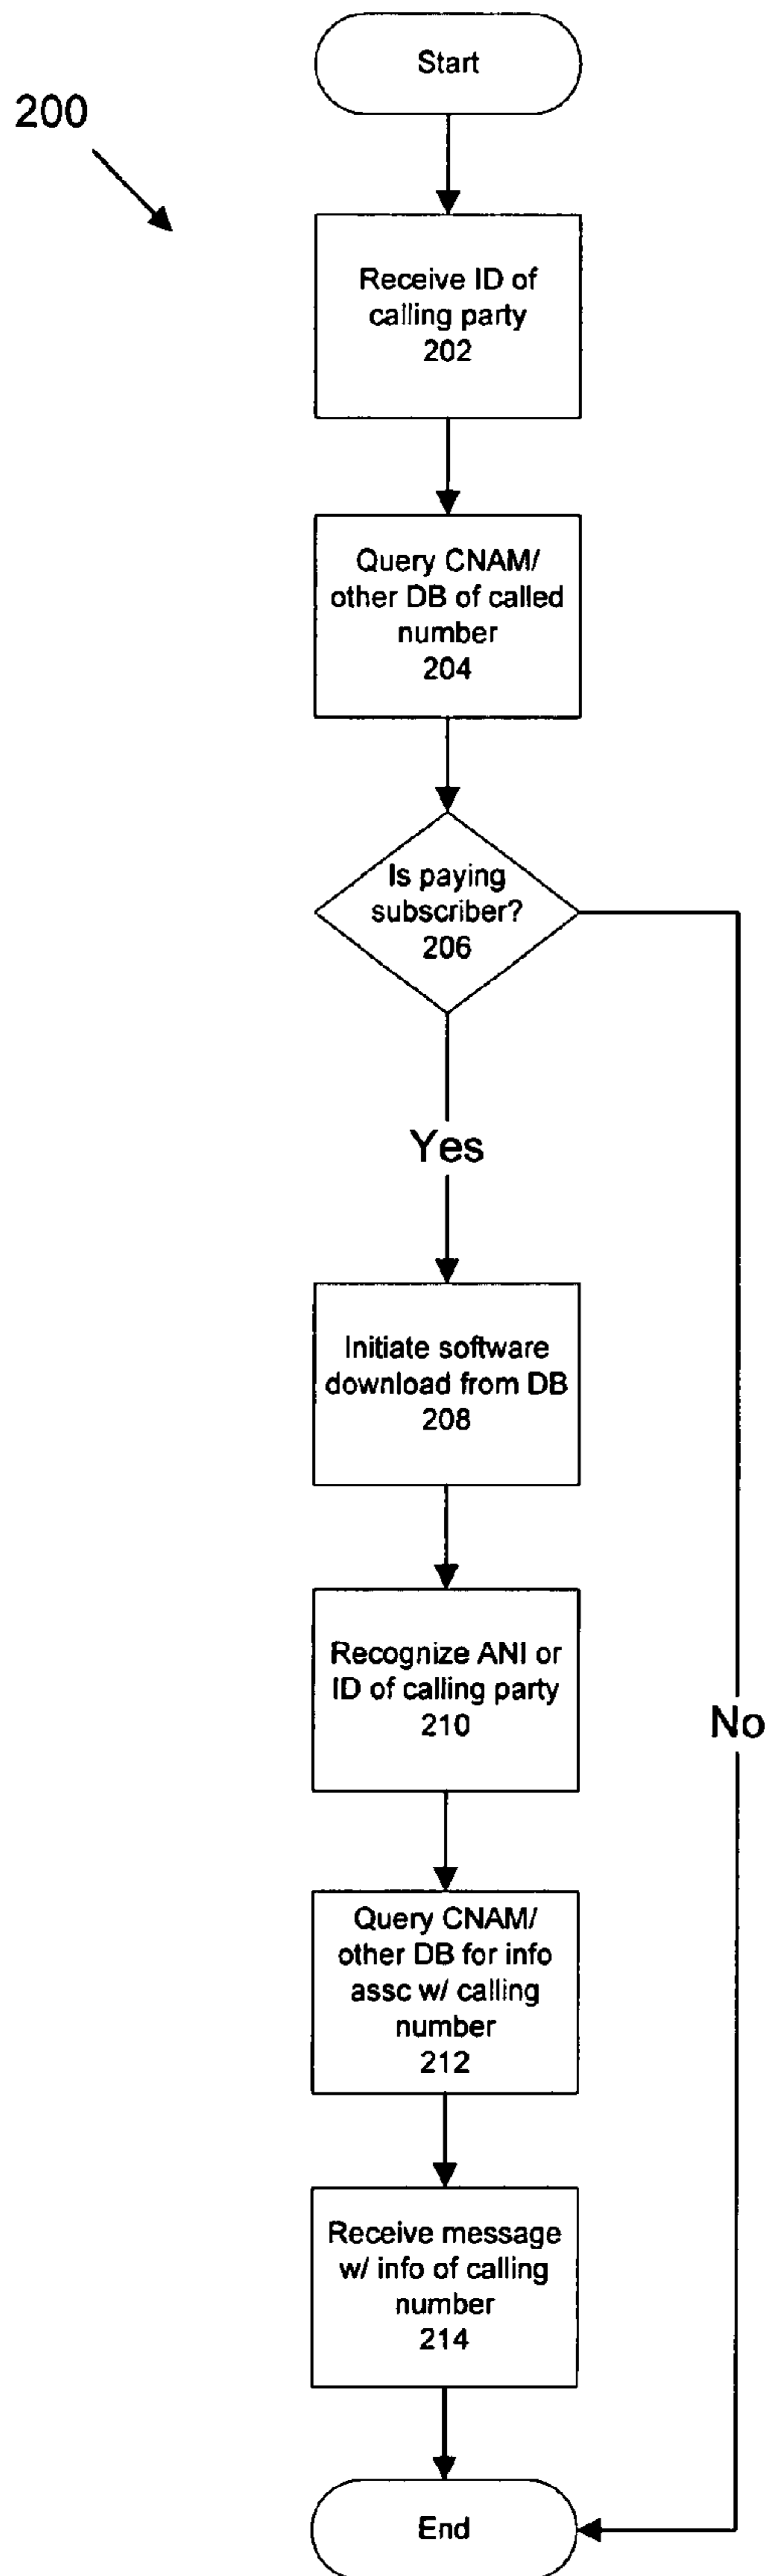 Start
200
Receive ID of
calling party
202
Query CNAM/
other DB of called
number
204
Is paying
subscriber?
206
Yes
Initiate software
download from DB
208
Recognize ANI or
ID of calling party
210
No
Query CNAM/
other DB for info
assc w/ calling
number
212
Receive message
w/ info of calling
number
214
End